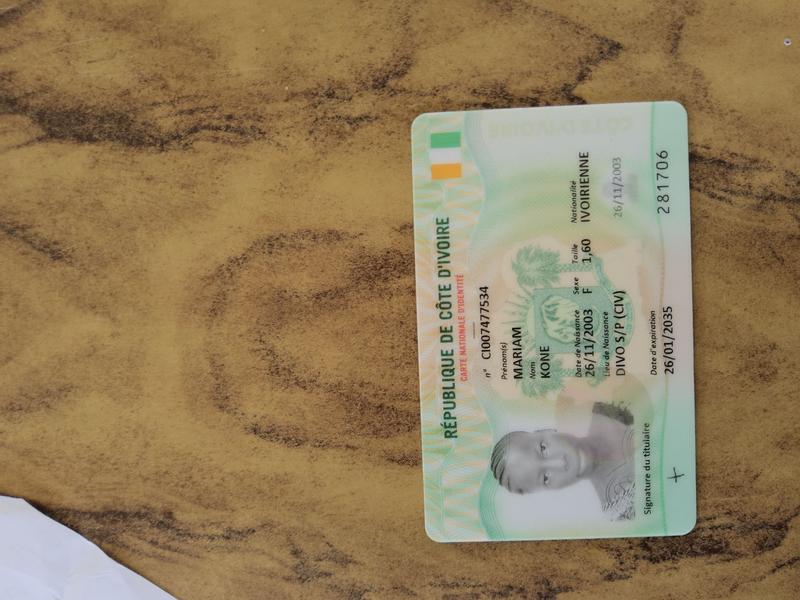 RÉPUBLIQUE DE CÔTE D'IVOIRE
CARTE NATIONALE D'IDENTITÉ
n° CI007477534
Prénom(s)
MARIAM
Nom
KONE
Date de Naissance Sexe Taille Nationalité
26/11/2003 F 1,60 IVOIRIENNE
Lieu de Naissance
DIVO S/P (CIV)
26/11/2003
Date d'expiration
26/01/2035
281706
Signature du titulaire
CÔTE D'IVOIRE